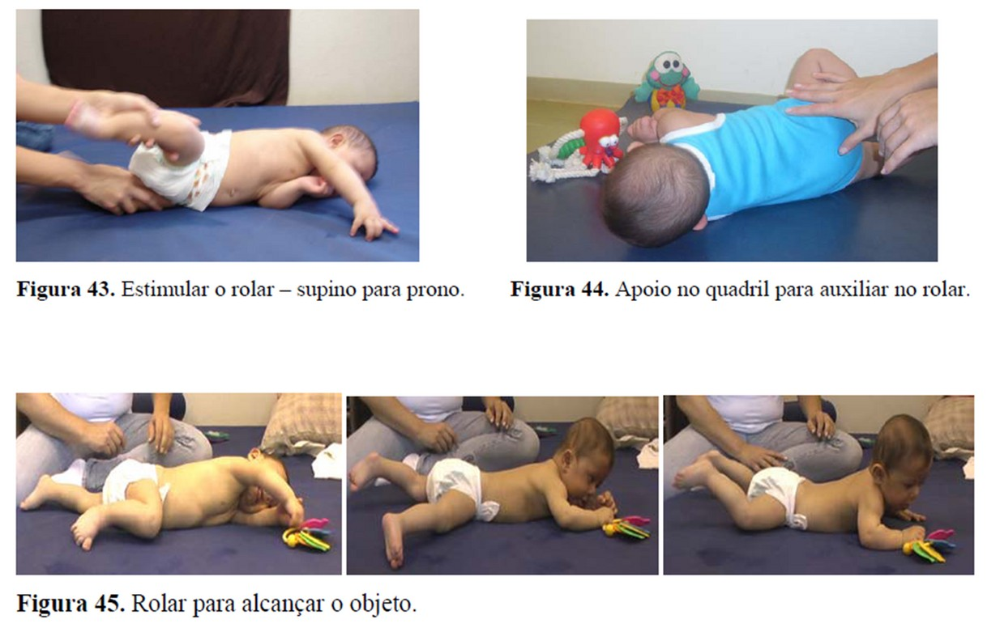 Figura 43. Estimular o rolar – supino para prono.
Figura 44. Apoio no quadril para auxiliar no rolar.
Figura 45. Rolar para alcançar o objeto.